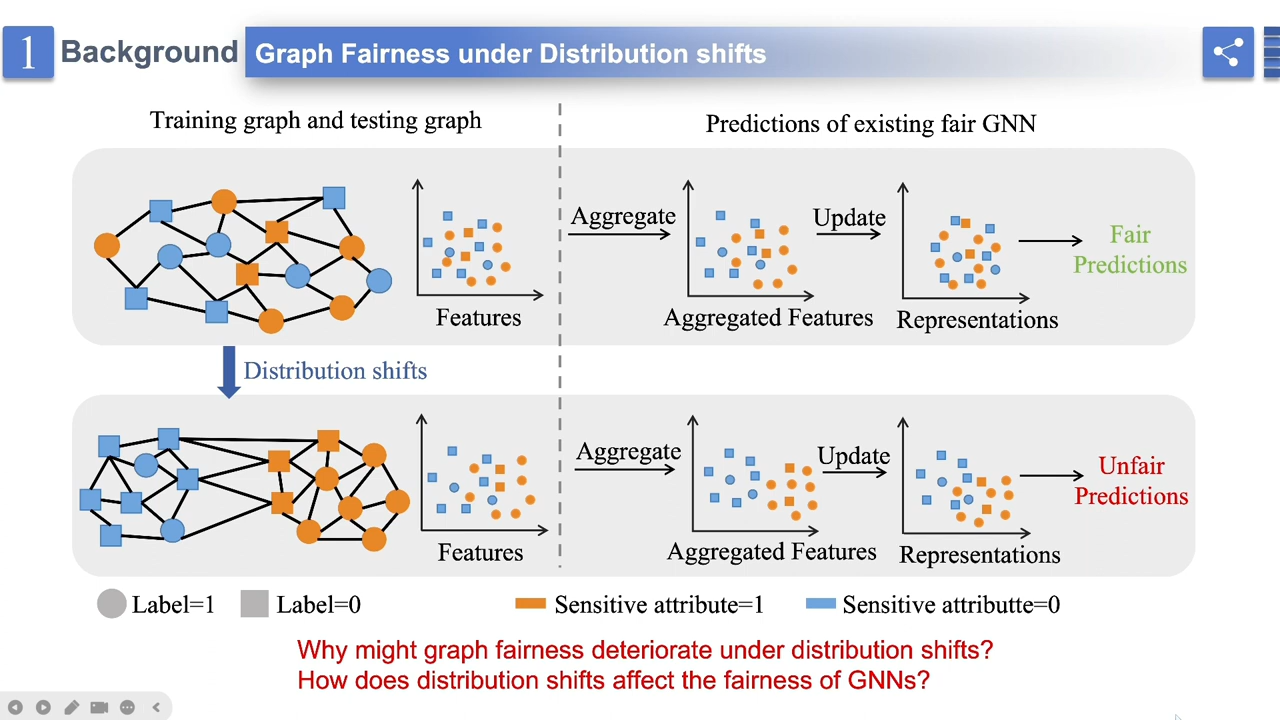 1 Background Graph Fairness under Distribution shifts
Training graph and testing graph
Predictions of existing fair GNN
Features
Aggregate
Aggregated Features
Update
Representations
Fair
Predictions
Distribution shifts
Features
Aggregate
Aggregated Features
Update
Representations
Unfair
Predictions
Label=1
Label=0
Sensitive attribute=1
Sensitive attributte=0
Why might graph fairness deteriorate under distribution shifts?
How does distribution shifts affect the fairness of GNNs?